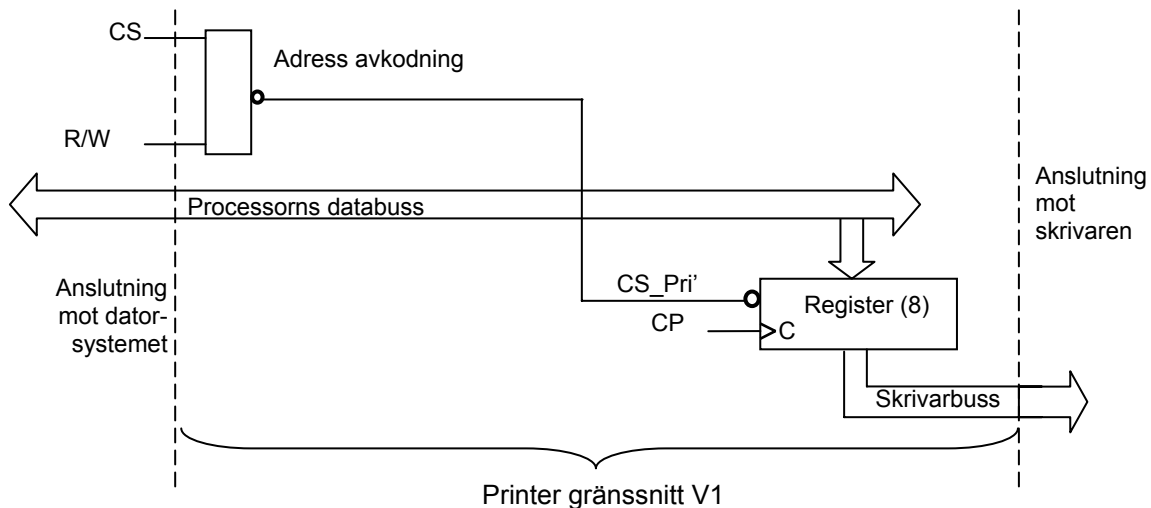 CS
Adress avkodning
R/W
Processorns databuss
Anslutning
mot
skrivaren
Anslutning
mot dator-
systemet
CS_Pri’
Register (8)
CP
C
Skrivarbuss
Printer gränssnitt V1